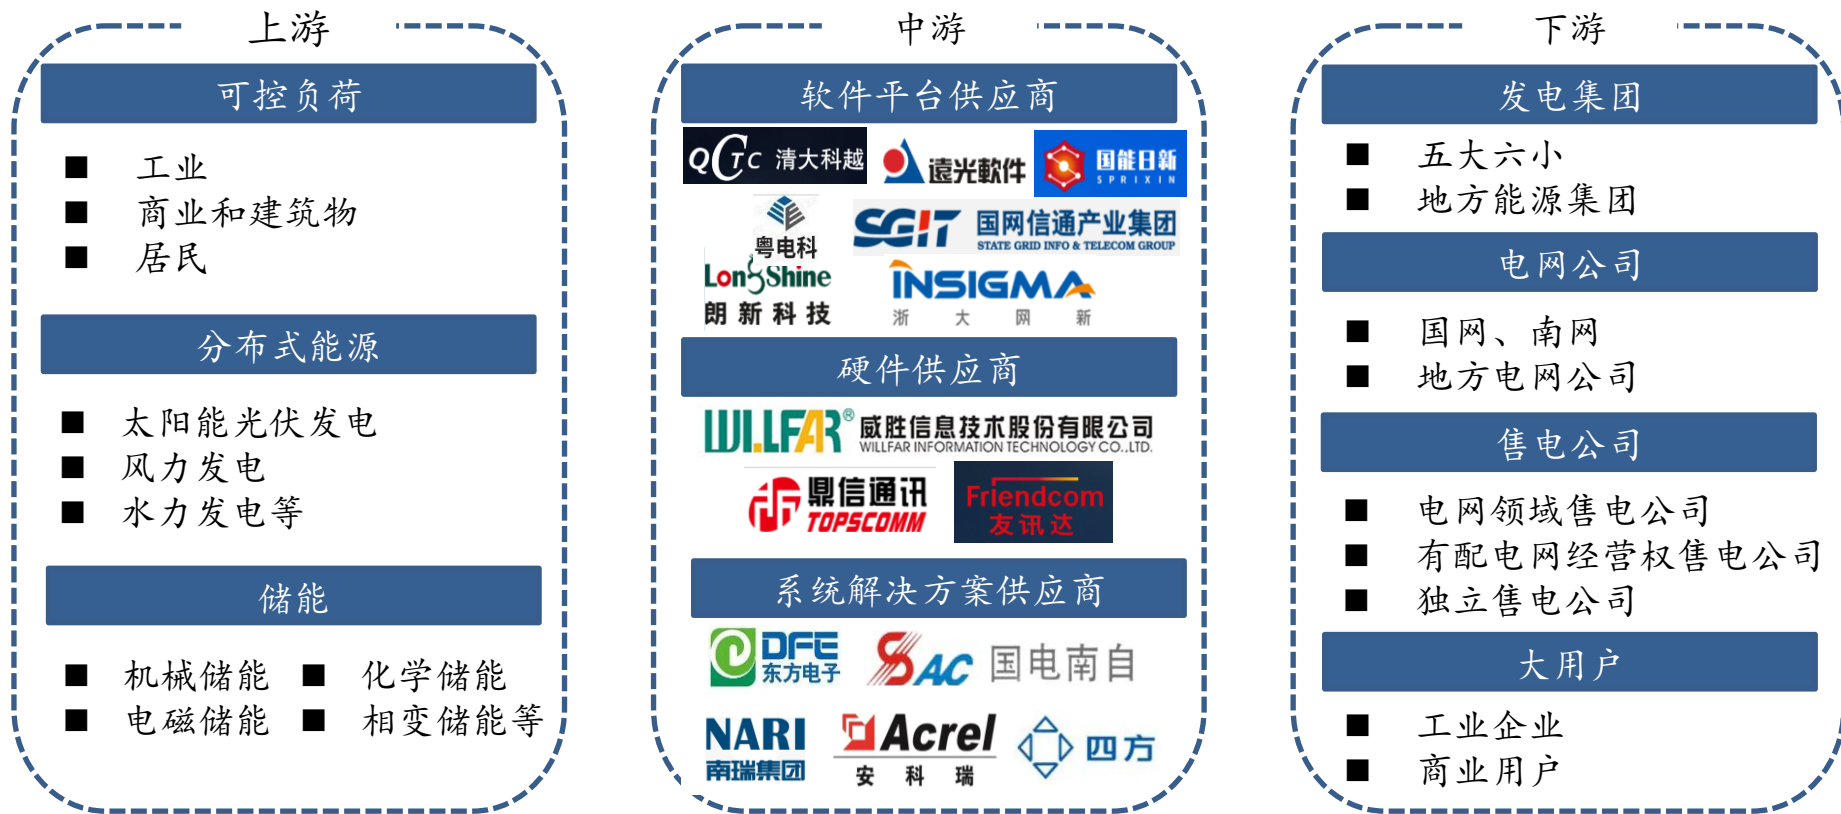 上游
可控负荷
■ 工业
■ 商业和建筑物
■ 居民
分布式能源
■ 太阳能光伏发电
■ 风力发电
■ 水力发电等
储能
■ 机械储能 ■ 化学储能
■ 电磁储能 ■ 相变储能等
中游
软件平台供应商
QCTC 清大科越
遠光軟件
国能日新
SPRIXIN
粤电科
SGIT 国网信通产业集团
STATE GRID INFO & TELECOM GROUP
LongShine
朗新科技
INSIGMA
浙大网新
硬件供应商
WILLFAR® 威胜信息技术股份有限公司
WILLFAR INFORMATION TECHNOLOGY CO.,LTD.
鼎信通讯
TOPSCOMM
Friendcom
友讯达
系统解决方案供应商
DFE
东方电子
SAC 国电南自
NARI
南瑞集团
Acrel
安科瑞
四方
下游
发电集团
■ 五大六小
■ 地方能源集团
电网公司
■ 国网、南网
■ 地方电网公司
售电公司
■ 电网领域售电公司
■ 有配电网经营权售电公司
■ 独立售电公司
大用户
■ 工业企业
■ 商业用户